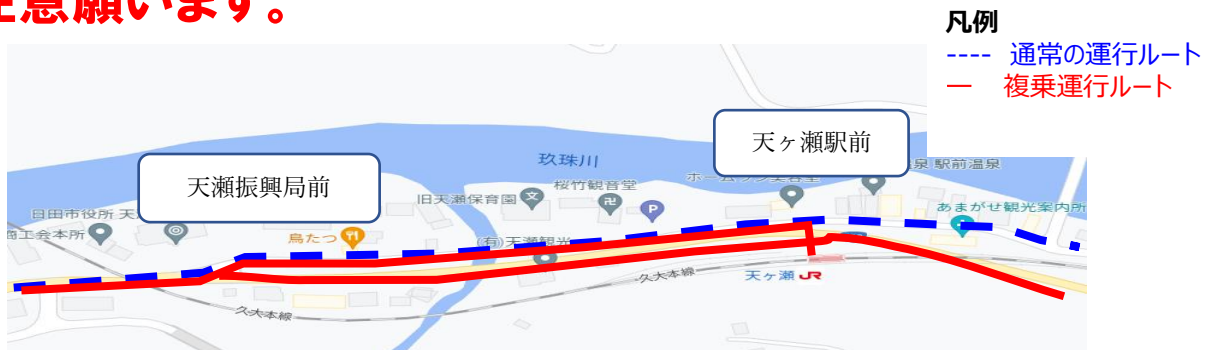 注意願います。
凡例
---- 通常の運行ルート
― 複乗運行ルート
天ヶ瀬駅前
天瀬振興局前
玖珠川
駅前温泉
桜竹観音堂
旧天瀬保育園
P
日田市役所
あまがせ観光案内所
商工会本所
鳥たつ
(有)天瀬観光
久大本線
天ヶ瀬 JR
久大本線